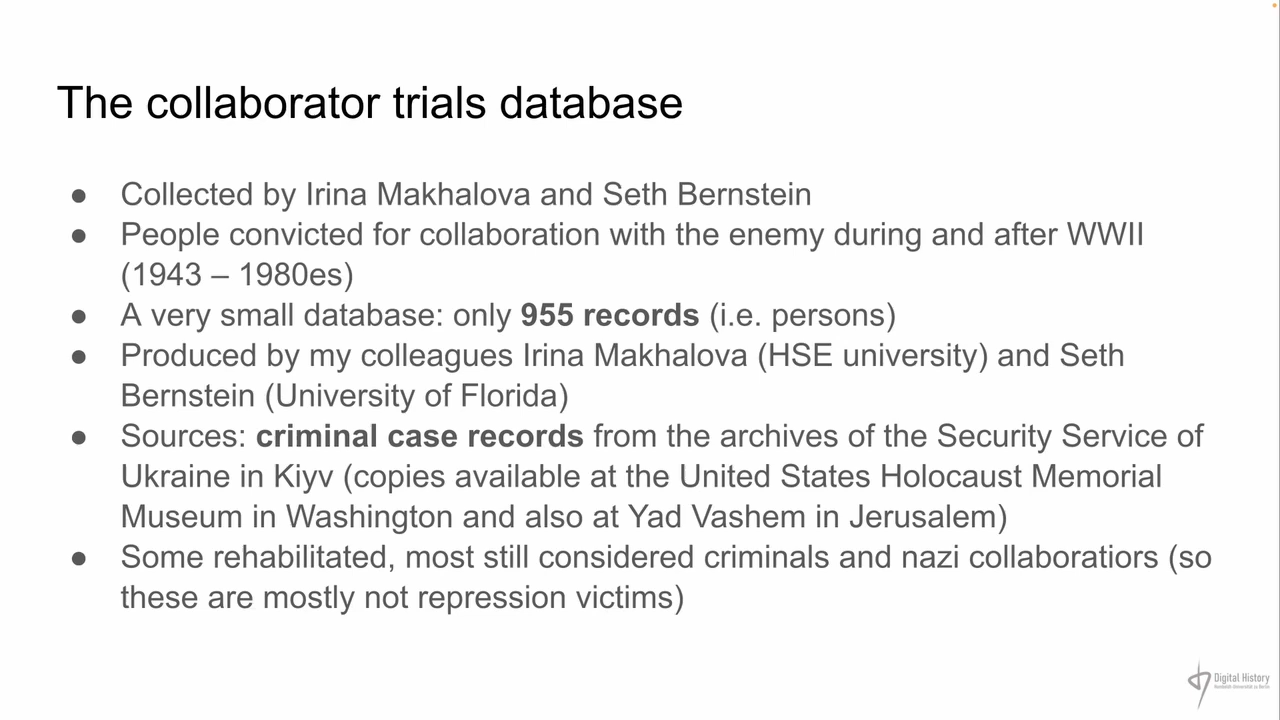 The collaborator trials database
● Collected by Irina Makhalova and Seth Bernstein
● People convicted for collaboration with the enemy during and after WWII
(1943 – 1980es)
● A very small database: only 955 records (i.e. persons)
● Produced by my colleagues Irina Makhalova (HSE university) and Seth
Bernstein (University of Florida)
● Sources: criminal case records from the archives of the Security Service of
Ukraine in Kiyv (copies available at the United States Holocaust Memorial
Museum in Washington and also at Yad Vashem in Jerusalem)
● Some rehabilitated, most still considered criminals and nazi collaboratiors (so
these are mostly not repression victims)
Digital History